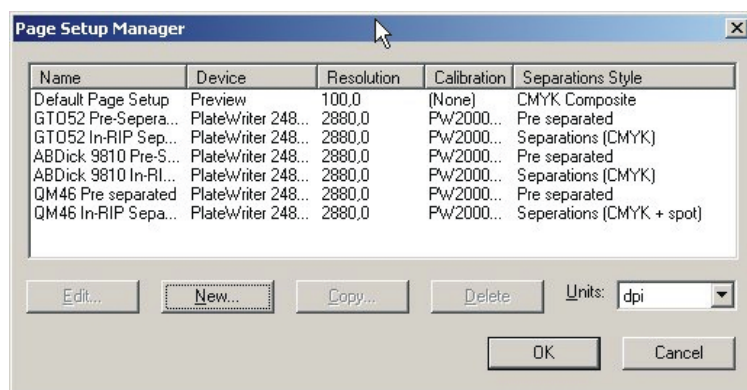 Page Setup Manager
Name Device Resolution Calibration Separations Style
Default Page Setup Preview 100,0 (None) CMYK Composite
GTO52 Pre-Sepera... PlateWriter 248... 2880,0 PW2000... Pre separated
GTO52 In-RIP Sep... PlateWriter 248... 2880,0 PW2000... Separations (CMYK)
ABDick 9810 Pre-S... PlateWriter 248... 2880,0 PW2000... Pre separated
ABDick 9810 In-RI... PlateWriter 248... 2880,0 PW2000... Separations (CMYK)
QM46 Pre separated PlateWriter 248... 2880,0 PW2000... Pre separated
QM46 In-RIP Sepa... PlateWriter 248... 2880,0 PW2000... Seperations (CMYK + spot)
Edit... New... Copy... Delete Units: dpi
OK Cancel